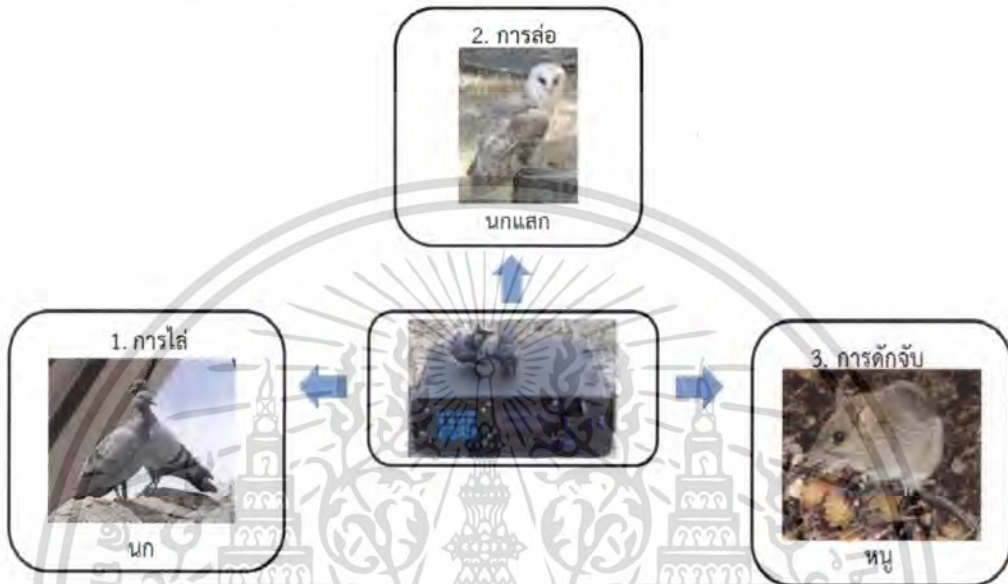 2. การล่อ
นกแสก
1. การไล่
นก
3. การดักจับ
หนู